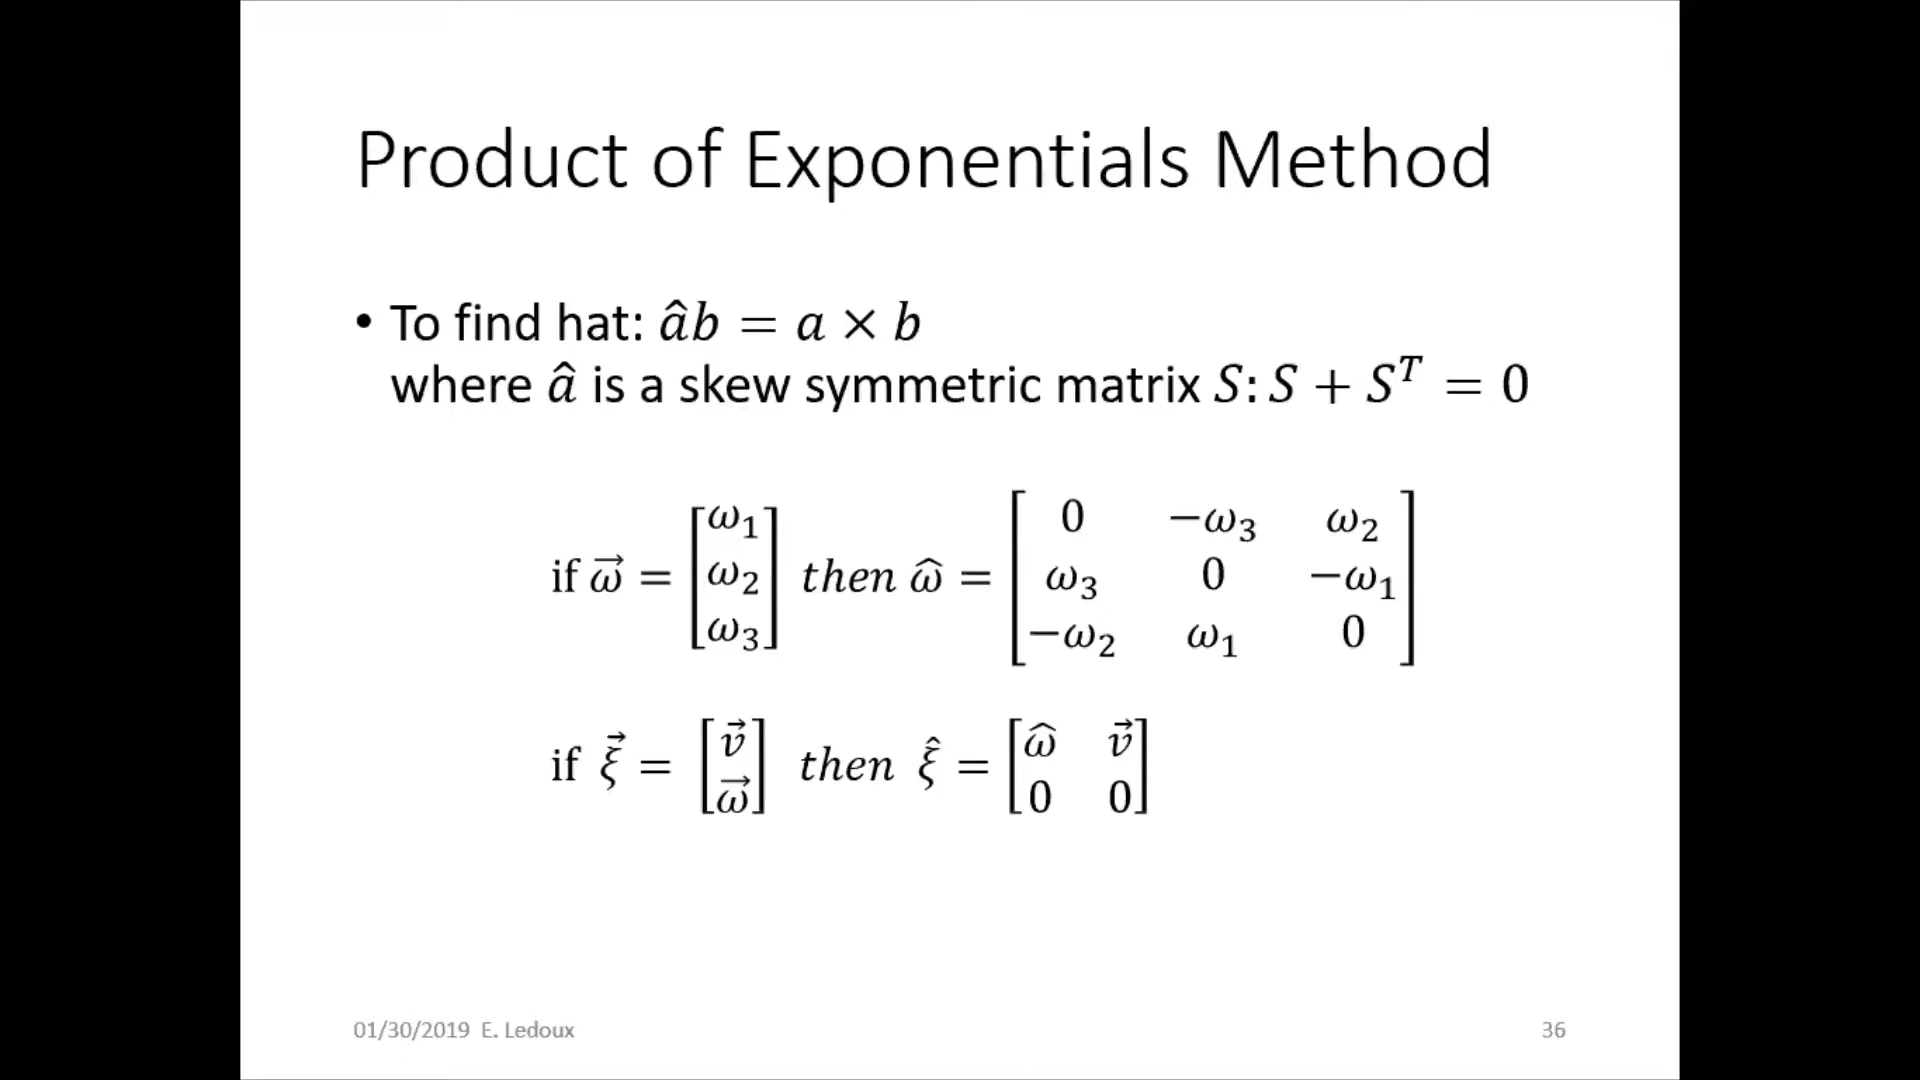 Product of Exponentials Method
• To find hat: âb = a × b
where â is a skew symmetric matrix S: S + Sᵀ = 0
if ω⃗ = [ω₁; ω₂; ω₃] then ω̂ = [0 −ω₃ ω₂; ω₃ 0 −ω₁; −ω₂ ω₁ 0]
if ξ⃗ = [v⃗; ω⃗] then ξ̂ = [ω̂ v⃗; 0 0]
01/30/2019 E. Ledoux
36